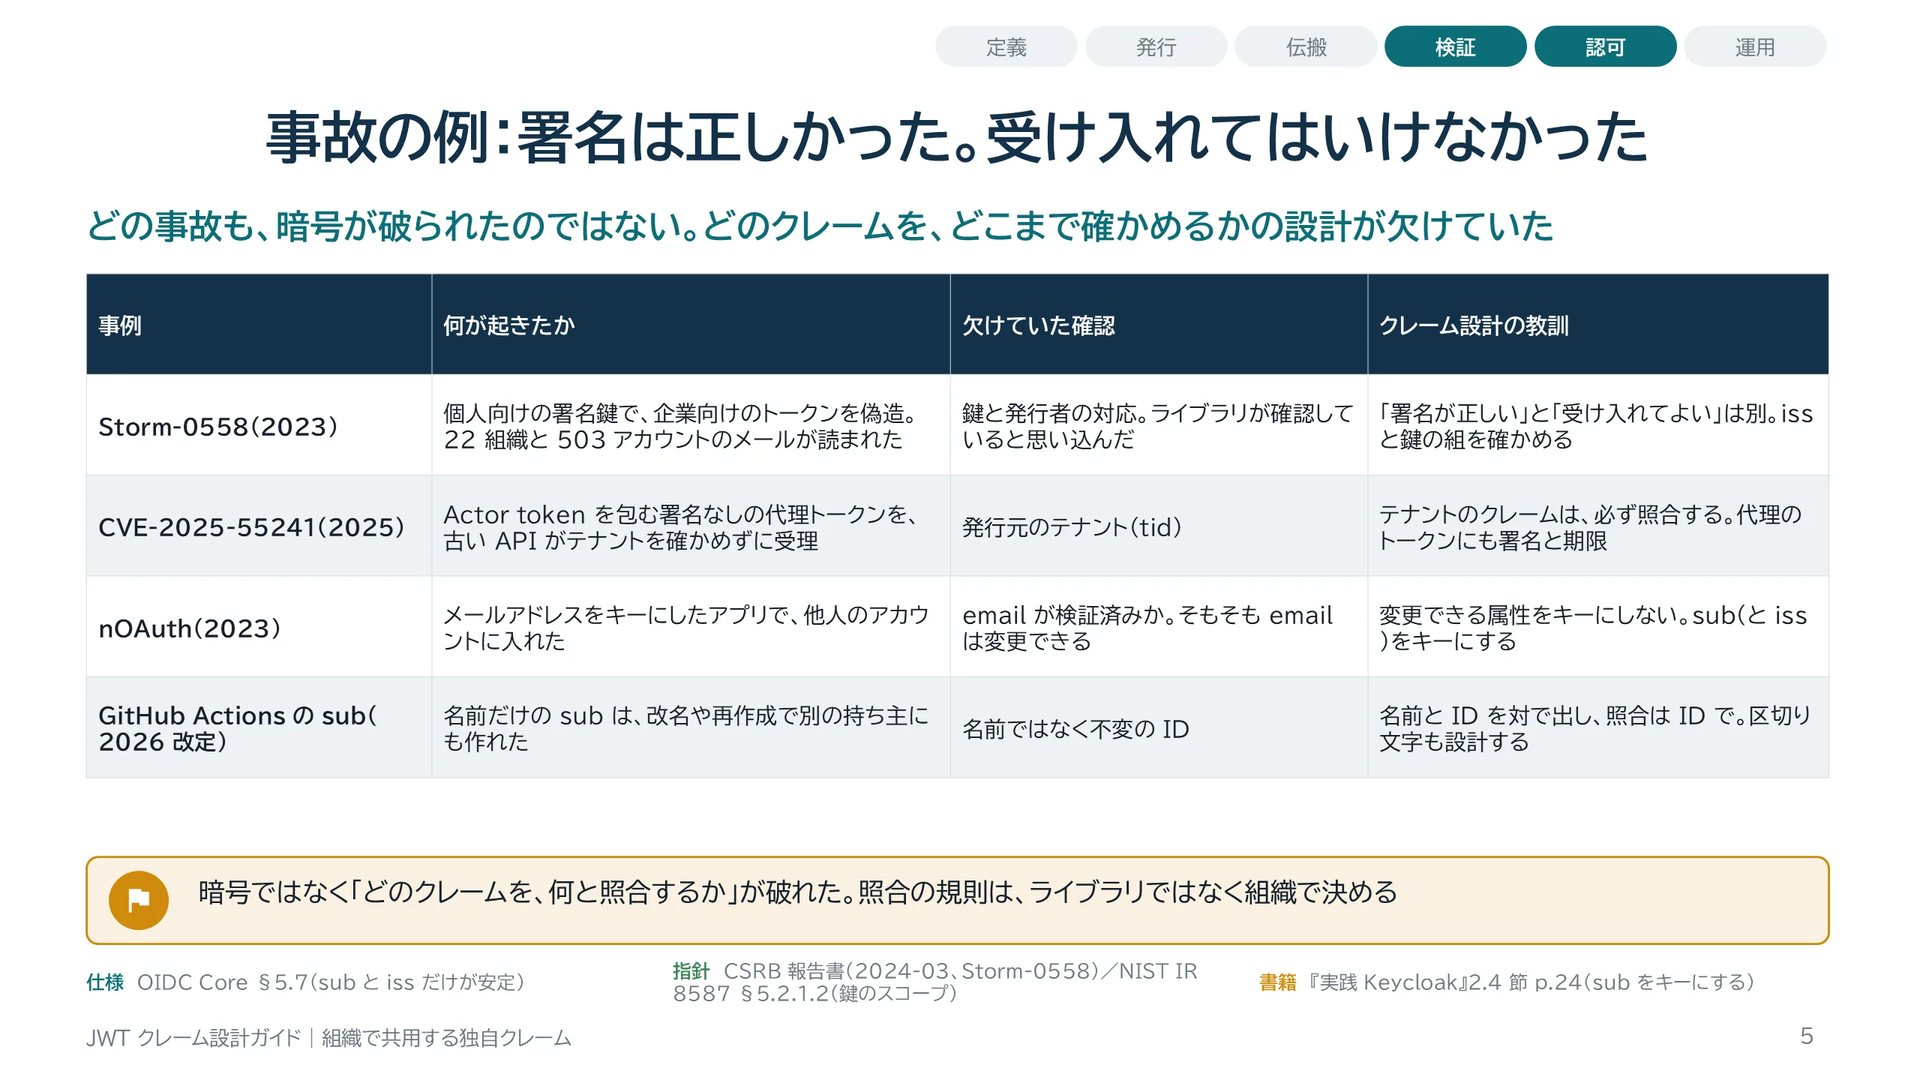 定義
発行
伝搬
検証
認可
運用
事故の例：署名は正しかった。受け入れてはいけなかった
どの事故も、暗号が破られたのではない。どのクレームを、どこまで確かめるかの設計が欠けていた
事例
何が起きたか
欠けていた確認
クレーム設計の教訓
Storm-0558（2023）
個人向けの署名鍵で、企業向けのトークンを偽造。
22 組織と 503 アカウントのメールが読まれた
鍵と発行者の対応。ライブラリが確認して
いると思い込んだ
「署名が正しい」と「受け入れてよい」は別。iss
と鍵の組を確かめる
CVE-2025-55241（2025）
Actor token を包む署名なしの代理トークンを、
古い API がテナントを確かめずに受理
発行元のテナント（tid）
テナントのクレームは、必ず照合する。代理の
トークンにも署名と期限
nOAuth（2023）
メールアドレスをキーにしたアプリで、他人のアカウ
ントに入れた
email が検証済みか。そもそも email
は変更できる
変更できる属性をキーにしない。sub（と iss
）をキーにする
GitHub Actions の sub（
2026 改定）
名前だけの sub は、改名や再作成で別の持ち主に
も作れた
名前ではなく不変の ID
名前と ID を対で出し、照合は ID で。区切り
文字も設計する
暗号ではなく「どのクレームを、何と照合するか」が破れた。照合の規則は、ライブラリではなく組織で決める
仕様 OIDC Core §5.7（sub と iss だけが安定）
指針 CSRB 報告書（2024-03、Storm-0558）／NIST IR
8587 §5.2.1.2（鍵のスコープ）
書籍 『実践 Keycloak』2.4 節 p.24（sub をキーにする）
JWT クレーム設計ガイド｜組織で共用する独自クレーム
5